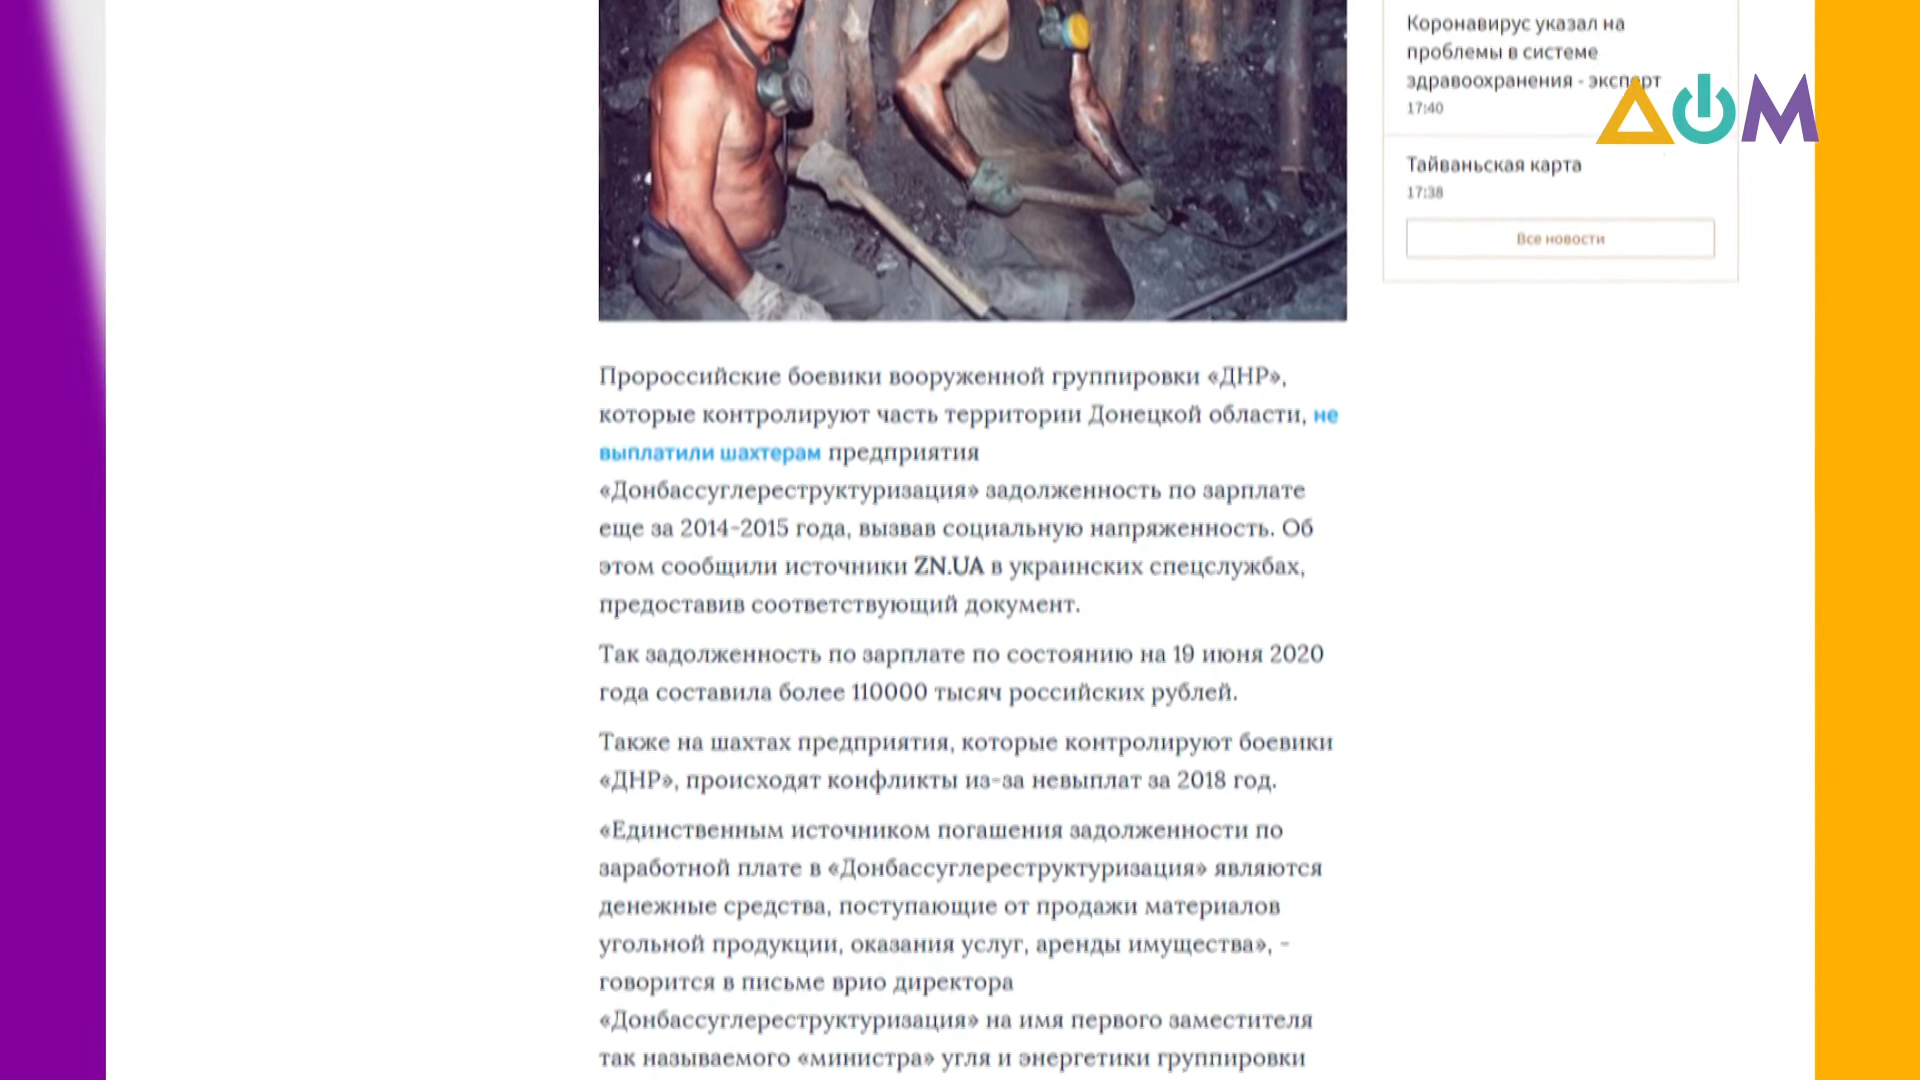 Коронавирус указал на
проблемы в системе
здравоохранения - эксперт
17:40
ДОМ
Тайваньская карта
17:38
Все новости
Пророссийские боевики вооруженной группировки «ДНР»,
которые контролируют часть территории Донецкой области, не
выплатили шахтерам предприятия
«Донбассуглереструктуризация» задолженность по зарплате
еще за 2014-2015 года, вызвав социальную напряженность. Об
этом сообщили источники ZN.UA в украинских спецслужбах,
предоставив соответствующий документ.
Так задолженность по зарплате по состоянию на 19 июня 2020
года составила более 110000 тысяч российских рублей.
Также на шахтах предприятия, которые контролируют боевики
«ДНР», происходят конфликты из-за невыплат за 2018 год.
«Единственным источником погашения задолженности по
заработной плате в «Донбассуглереструктуризация» являются
денежные средства, поступающие от продажи материалов
угольной продукции, оказания услуг, аренды имущества», -
говорится в письме врио директора
«Донбассуглереструктуризация» на имя первого заместителя
так называемого «министра» угля и энергетики группировки